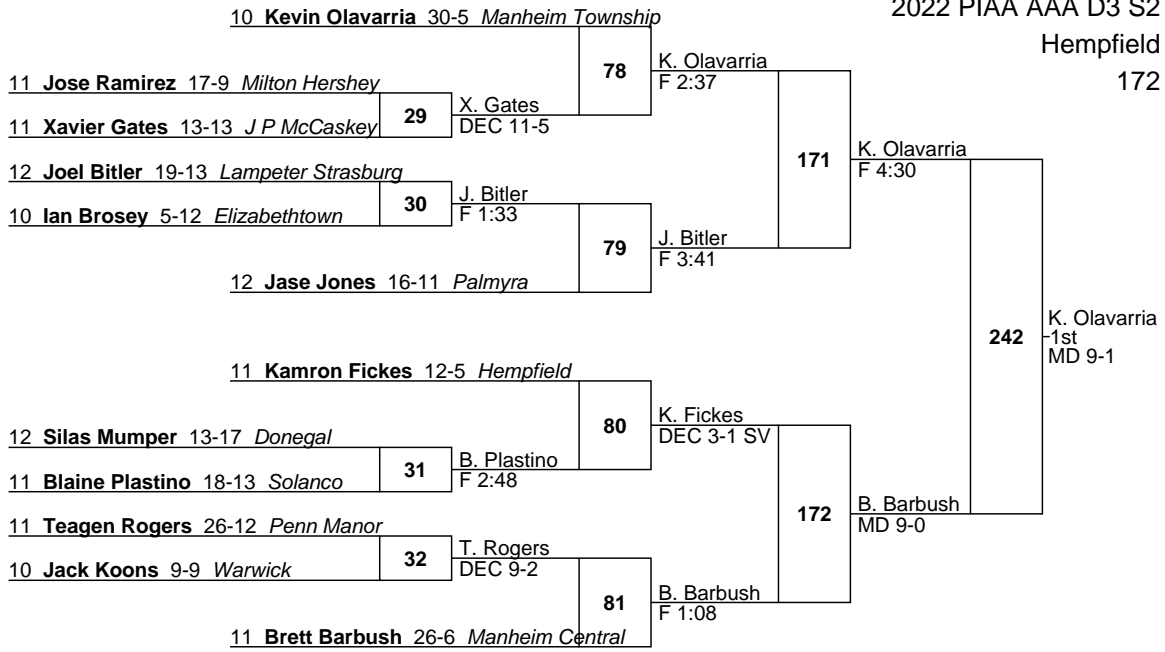 2022 PIAA AAA D3 S2
Hempfield
172
10 Kevin Olavarria 30-5 Manheim Township
78
K. Olavarria
F 2:37
11 Jose Ramirez 17-9 Milton Hershey
29
X. Gates
DEC 11-5
11 Xavier Gates 13-13 J P McCaskey
171
K. Olavarria
F 4:30
12 Joel Bitler 19-13 Lampeter Strasburg
30
J. Bitler
F 1:33
10 Ian Brosey 5-12 Elizabethtown
79
J. Bitler
F 3:41
12 Jase Jones 16-11 Palmyra
242
K. Olavarria
1st
MD 9-1
11 Kamron Fickes 12-5 Hempfield
80
K. Fickes
DEC 3-1 SV
12 Silas Mumper 13-17 Donegal
31
B. Plastino
F 2:48
11 Blaine Plastino 18-13 Solanco
172
B. Barbush
MD 9-0
11 Teagen Rogers 26-12 Penn Manor
32
T. Rogers
DEC 9-2
10 Jack Koons 9-9 Warwick
81
B. Barbush
F 1:08
11 Brett Barbush 26-6 Manheim Central